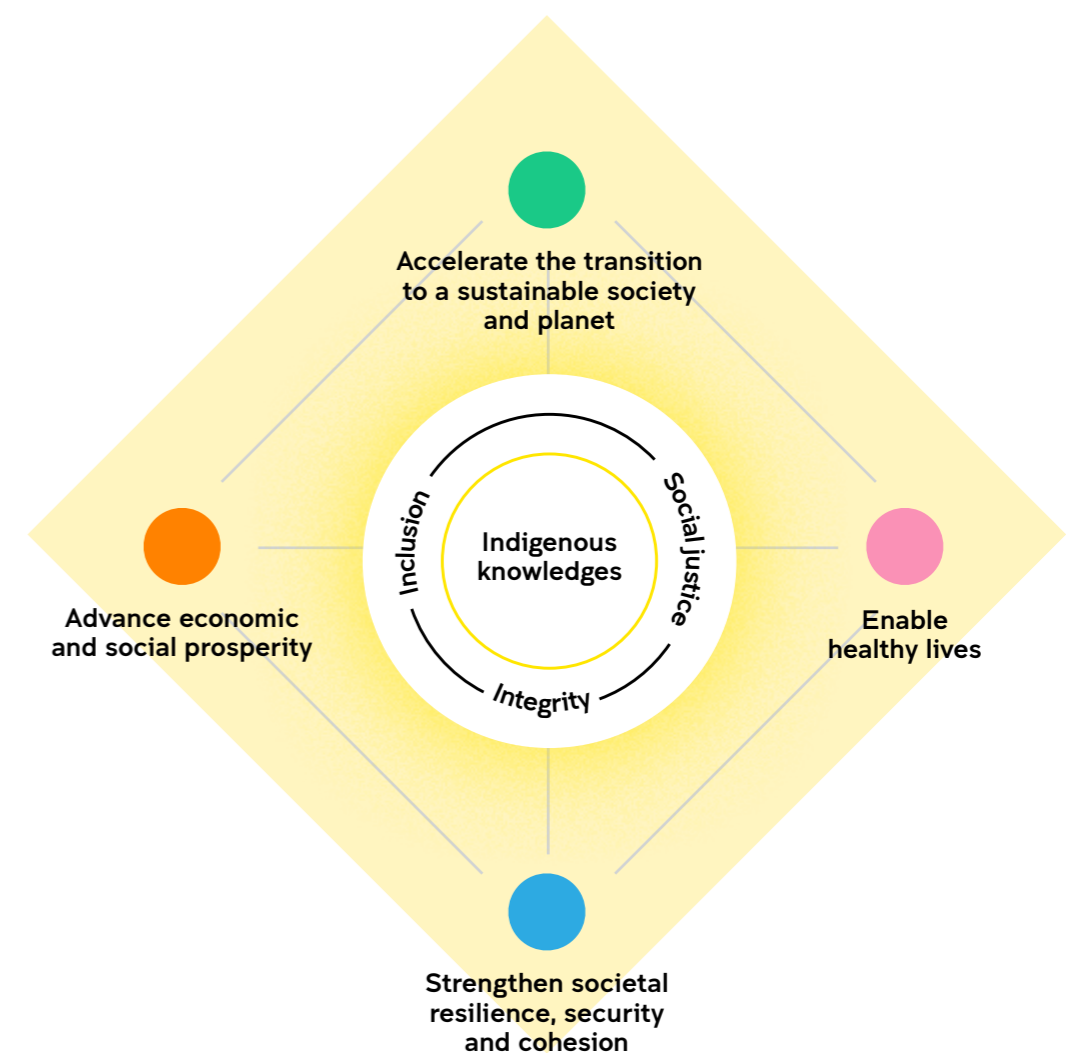 Accelerate the transition
to a sustainable society
and planet
Inclusion
Social justice
Indigenous
knowledges
Integrity
Advance economic
and social prosperity
Enable
healthy lives
Strengthen societal
resilience, security
and cohesion